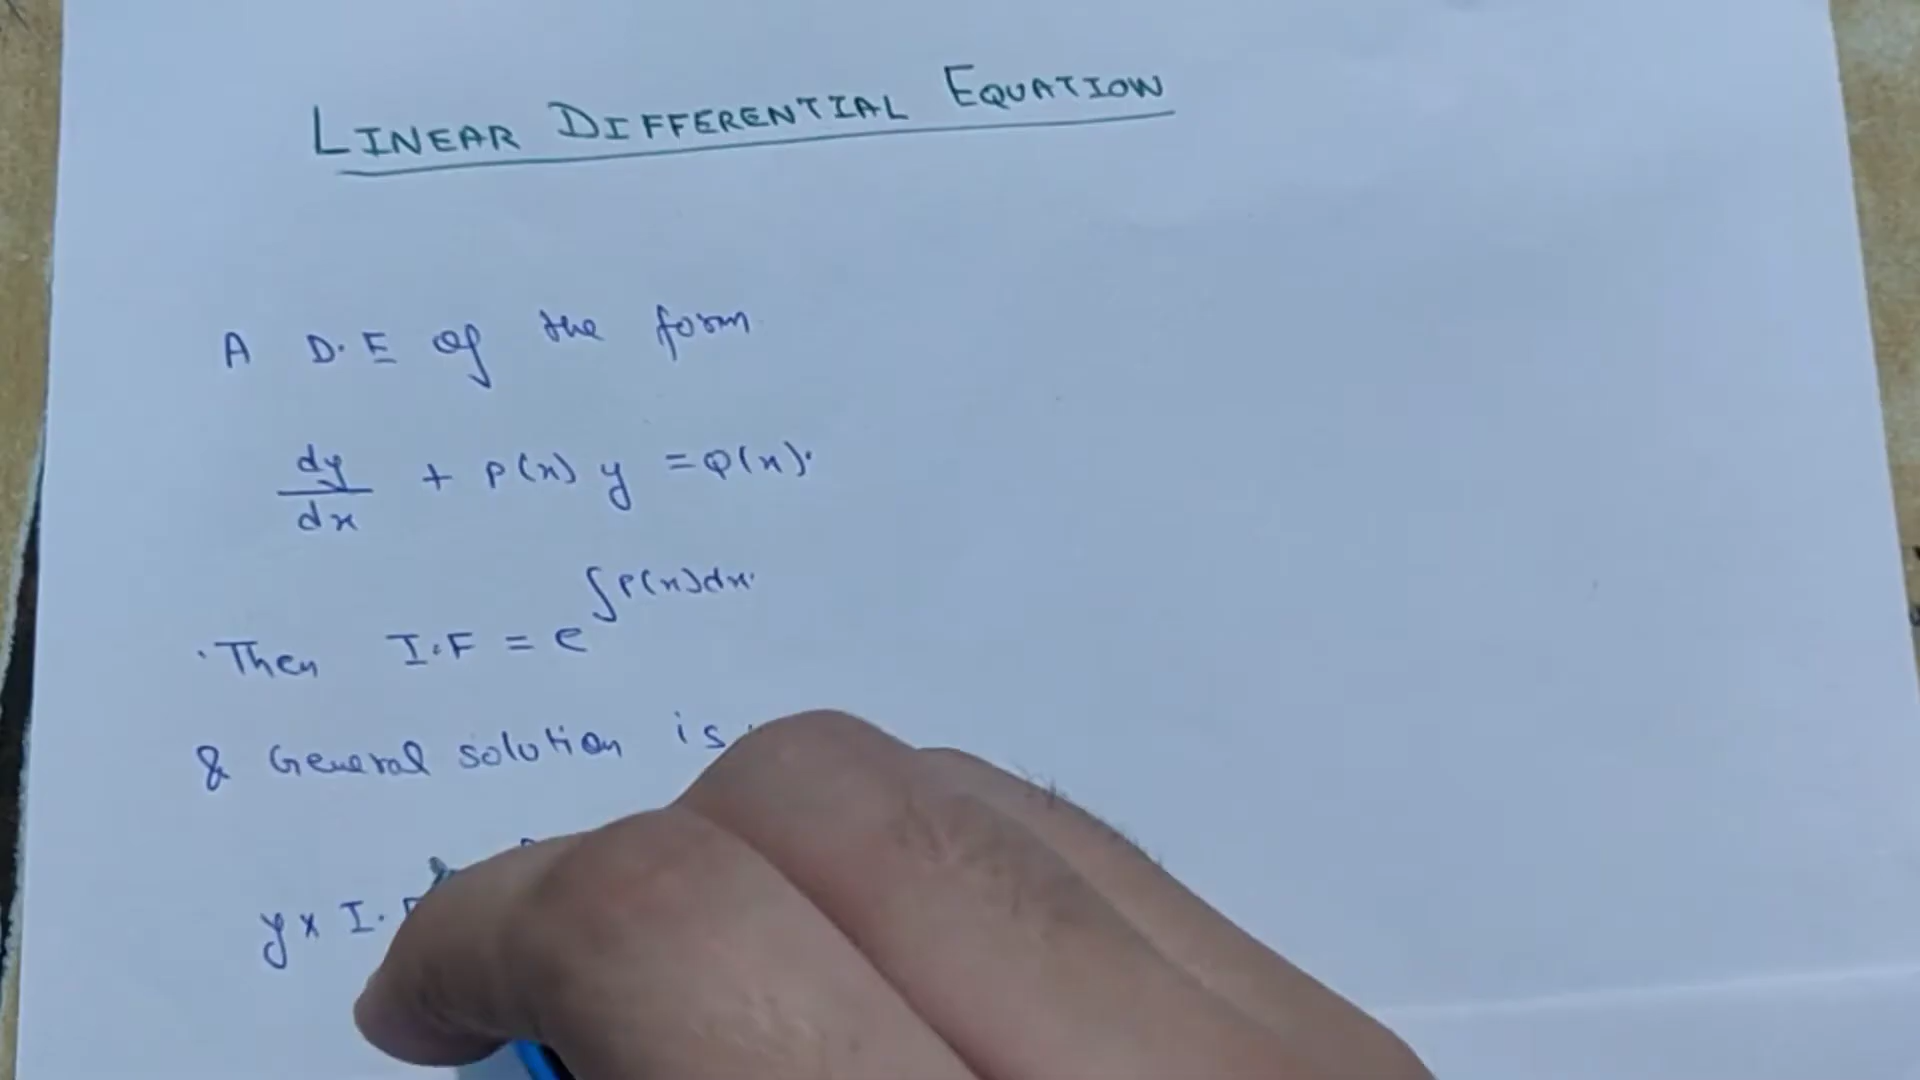 LINEAR DIFFERENTIAL EQUATION
A D.E of the form
dy/dx + P(x) y = Q(x).
Then I.F = e^∫P(x)dx.
& General solution is
y x I.F